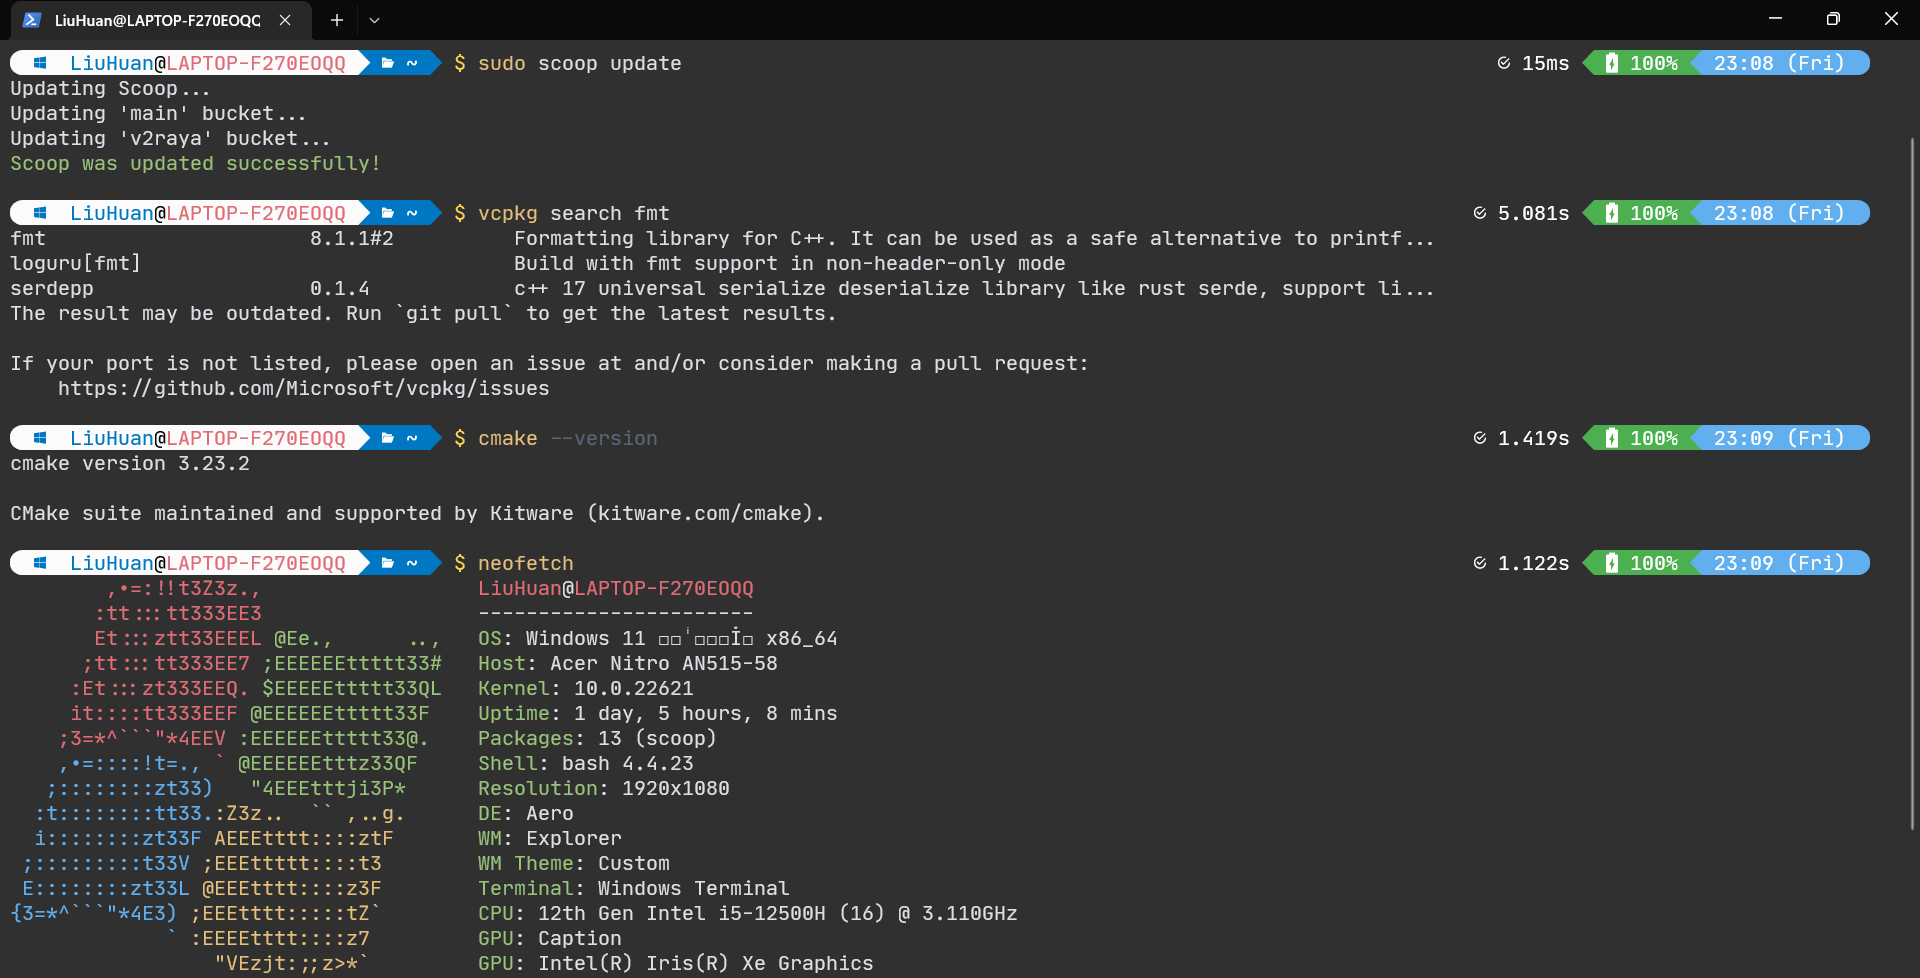 LiuHuan@LAPTOP-F270EOQQ
LiuHuan@LAPTOP-F270EOQQ ~ $ sudo scoop update 15ms 100% 23:08 (Fri)
Updating Scoop...
Updating 'main' bucket...
Updating 'v2raya' bucket...
Scoop was updated successfully!
LiuHuan@LAPTOP-F270EOQQ ~ $ vcpkg search fmt 5.081s 100% 23:08 (Fri)
fmt 8.1.1#2 Formatting library for C++. It can be used as a safe alternative to printf...
loguru[fmt] Build with fmt support in non-header-only mode
serdepp 0.1.4 c++ 17 universal serialize deserialize library like rust serde, support li...
The result may be outdated. Run `git pull` to get the latest results.
If your port is not listed, please open an issue at and/or consider making a pull request:
https://github.com/Microsoft/vcpkg/issues
LiuHuan@LAPTOP-F270EOQQ ~ $ cmake --version 1.419s 100% 23:09 (Fri)
cmake version 3.23.2
CMake suite maintained and supported by Kitware (kitware.com/cmake).
LiuHuan@LAPTOP-F270EOQQ ~ $ neofetch 1.122s 100% 23:09 (Fri)
,•=:!!t3Z3z., LiuHuan@LAPTOP-F270EOQQ
:tt:::tt333EE3 -----------------------
Et:::ztt33EEEL @Ee., .., OS: Windows 11 □□ˈ□□□İ□ x86_64
;tt:::tt333EE7 ;EEEEEEttttt33# Host: Acer Nitro AN515-58
:Et:::zt333EEQ. $EEEEEttttt33QL Kernel: 10.0.22621
it::::tt333EEF @EEEEEEttttt33F Uptime: 1 day, 5 hours, 8 mins
;3=*^```"*4EEV :EEEEEEttttt33@. Packages: 13 (scoop)
,•=::::!t=., ` @EEEEEEtttz33QF Shell: bash 4.4.23
;::::::::zt33) "4EEEtttji3P* Resolution: 1920x1080
:t::::::::tt33.:Z3z.. `` ,..g. DE: Aero
i::::::::zt33F AEEEtttt::::ztF WM: Explorer
;:::::::::t33V ;EEEttttt::::t3 WM Theme: Custom
E::::::::zt33L @EEEtttt::::z3F Terminal: Windows Terminal
{3=*^```"*4E3) ;EEEtttt:::::tZ` CPU: 12th Gen Intel i5-12500H (16) @ 3.110GHz
` :EEEEtttt::::z7 GPU: Caption
"VEzjt:;;z>*` GPU: Intel(R) Iris(R) Xe Graphics